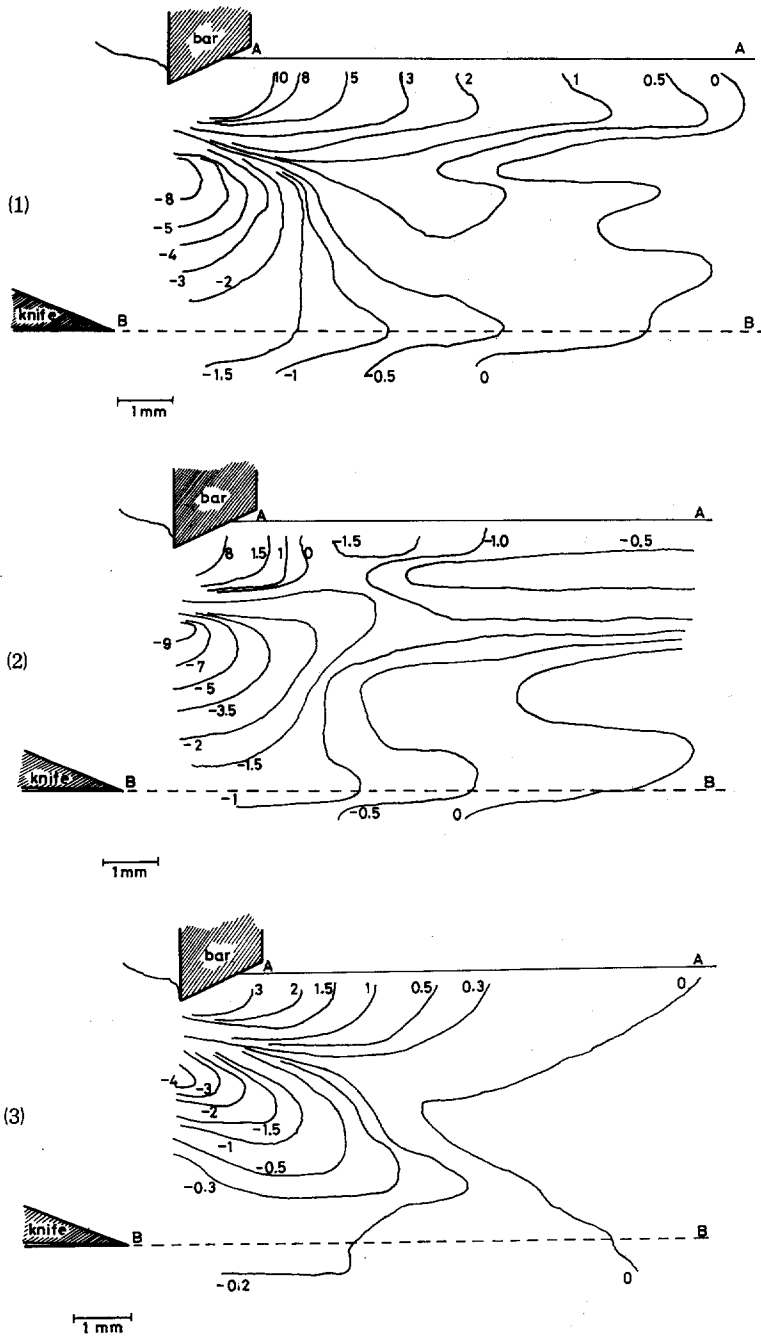 bar
A A
10 8 5 3 2 1 0.5 0
(1)
-8
-5
-4
-3 -2
knife
B B
-1.5 -1 -0.5 0
1mm
bar
A A
8 1.5 1 0 -1.5 -1.0 -0.5
(2)
-9
-7
-5
-3.5
-2
-1.5
knife
B B
-1
-0.5 0
1mm
bar
A A
3 2 1.5 1 0.5 0.3 0
(3)
-4 -3
-2
-1.5
-1
-0.5
-0.3
knife
B B
-0.2 0
1mm